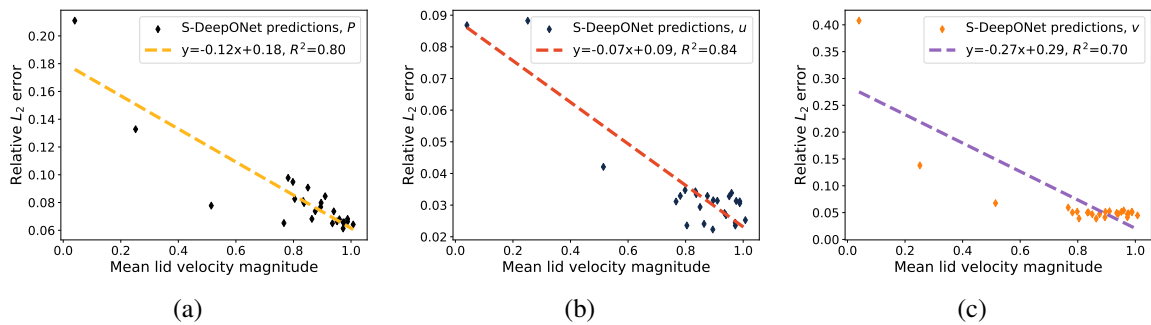 S-DeepONet predictions, P
y=-0.12x+0.18, R²=0.80
Relative L₂ error
0.20
0.18
0.16
0.14
0.12
0.10
0.08
0.06
0.0 0.2 0.4 0.6 0.8 1.0
Mean lid velocity magnitude
(a)
S-DeepONet predictions, u
y=-0.07x+0.09, R²=0.84
Relative L₂ error
0.09
0.08
0.07
0.06
0.05
0.04
0.03
0.02
0.0 0.2 0.4 0.6 0.8 1.0
Mean lid velocity magnitude
(b)
S-DeepONet predictions, v
y=-0.27x+0.29, R²=0.70
Relative L₂ error
0.40
0.35
0.30
0.25
0.20
0.15
0.10
0.05
0.00
0.0 0.2 0.4 0.6 0.8 1.0
Mean lid velocity magnitude
(c)